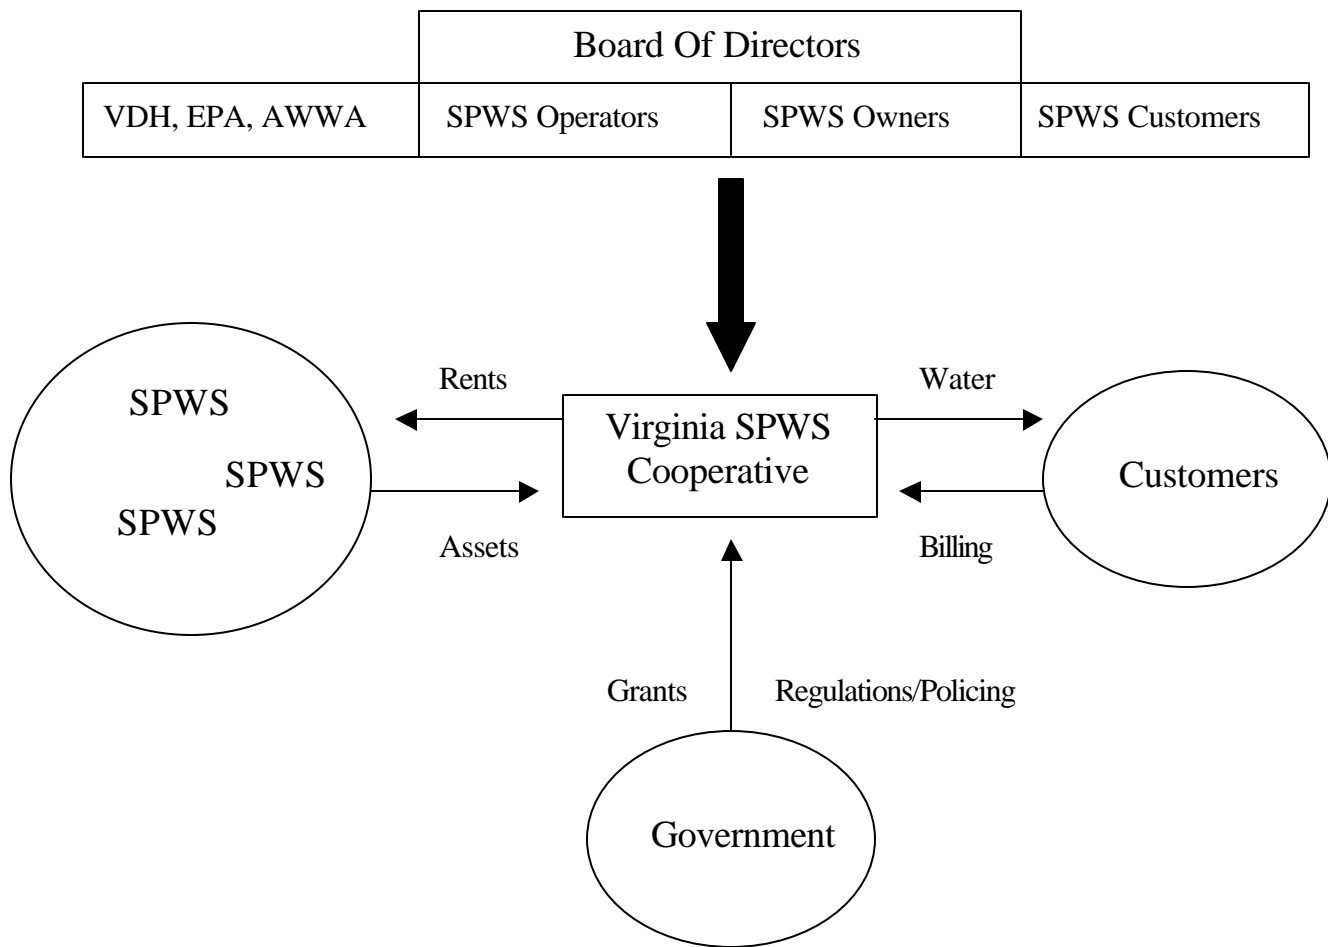 Board Of Directors
VDH, EPA, AWWA
SPWS Operators
SPWS Owners
SPWS Customers
Rents
Water
SPWS
SPWS
SPWS
Virginia SPWS
Cooperative
Customers
Assets
Billing
Grants
Regulations/Policing
Government